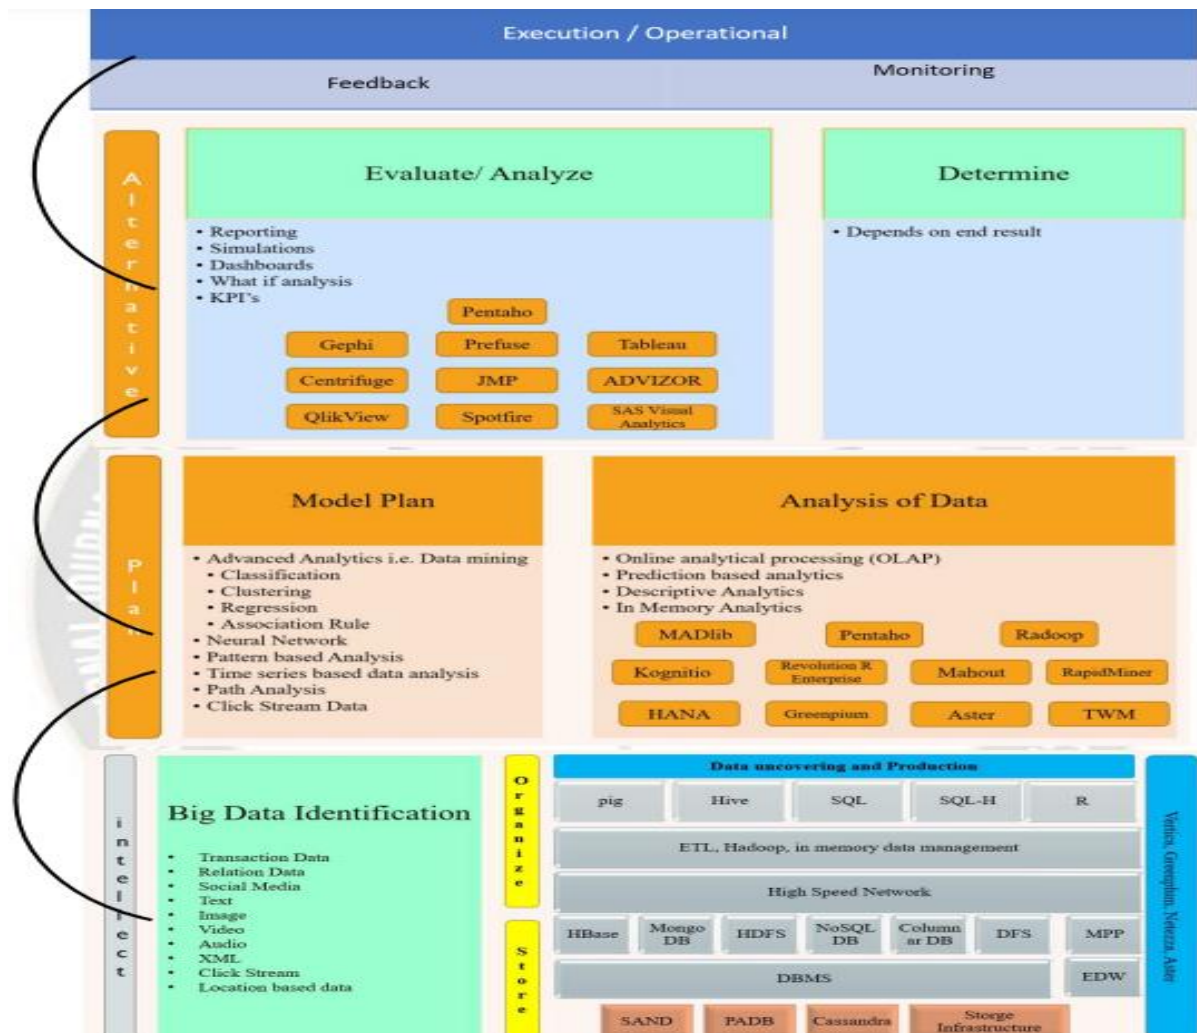 Execution / Operational
Feedback
Monitoring
Alternative
Evaluate/ Analyze
• Reporting
• Simulations
• Dashboards
• What if analysis
• KPI's
Pentaho
Gephi
Prefuse
Tableau
Centrifuge
JMP
ADVIZOR
QlikView
Spotfire
SAS Visual
Analytics
Determine
• Depends on end result
Plan
Model Plan
• Advanced Analytics i.e. Data mining
• Classification
• Clustering
• Regression
• Association Rule
• Neural Network
• Pattern based Analysis
• Time series based data analysis
• Path Analysis
• Click Stream Data
Analysis of Data
• Online analytical processing (OLAP)
• Prediction based analytics
• Descriptive Analytics
• In Memory Analytics
MADlib
Pentaho
Radoop
Kognitio
Revolution R
Enterprise
Mahout
RapidMiner
HANA
Greenpium
Aster
TWM
intellect
Big Data Identification
• Transaction Data
• Relation Data
• Social Media
• Text
• Image
• Video
• Audio
• XML
• Click Stream
• Location based data
Organize
Store
Data uncovering and Production
pig
Hive
SQL
SQL-H
R
ETL, Hadoop, in memory data management
High Speed Network
HBase
Mongo
DB
HDFS
NoSQL
DB
Column
ar DB
DFS
MPP
DBMS
EDW
SAND
PADB
Cassandra
Storge
Infrastructure
Vertica, Greenphim, Netezza, Aster